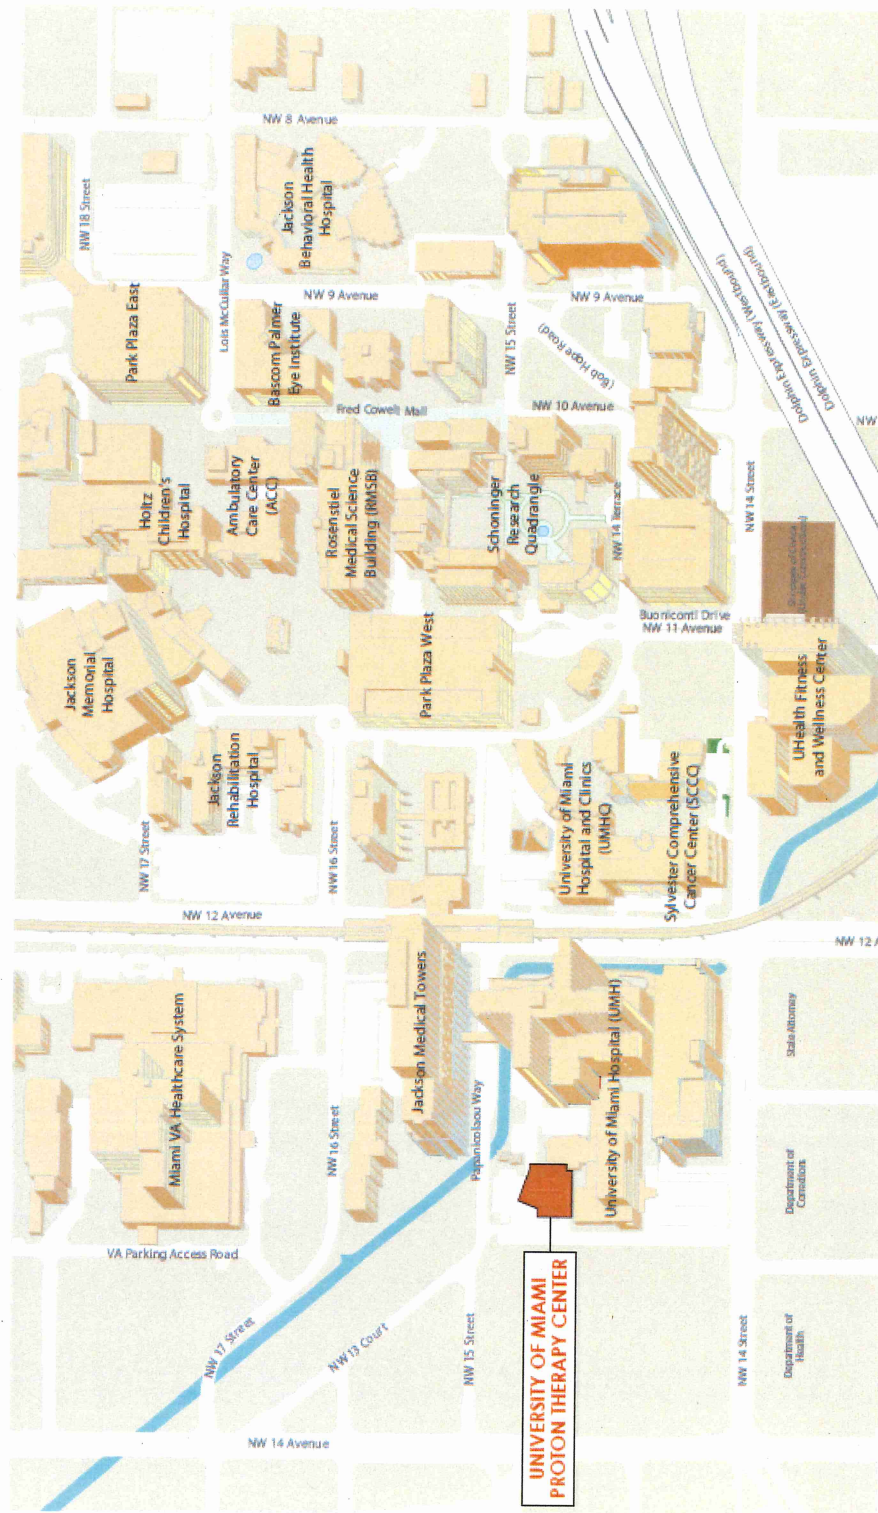 NW 18 Street
NW 8 Avenue
Jackson
Behavioral Health
Hospital
Park Plaza East
Lois McCullar Way
NW 9 Avenue
Bascom Palmer
Eye Institute
NW 15 Street
NW 9 Avenue
(Bob Hope Road)
Dolphin Expressway (Westbound)
Dolphin Expressway (Eastbound)
Fred Cowell Mall
NW 10 Avenue
NW
Holtz
Children's
Hospital
Ambulatory
Care Center
(ACC)
Rosenstiel
Medical Science
Building (RMSB)
Schoninger
Research
Quadrangle
NW 14 Terrace
NW 14 Street
Buoniconti Drive
NW 11 Avenue
Jackson
Memorial
Hospital
Park Plaza West
UHealth Fitness
and Wellness Center
Jackson
Rehabilitation
Hospital
University of Miami
Hospital and Clinics
(UMHC)
Sylvester Comprehensive
Cancer Center (SCCC)
NW 17 Street
NW 16 Street
NW 12 Avenue
NW 12 A
Miami VA Healthcare System
Jackson Medical Towers
University of Miami Hospital (UMH)
State Attorney
NW 16 Street
Papanicolaou Way
Department of
Corrections
VA Parking Access Road
UNIVERSITY OF MIAMI
PROTON THERAPY CENTER
NW 17 Street
NW 13 Court
NW 15 Street
NW 14 Street
Department of
Health
NW 14 Avenue